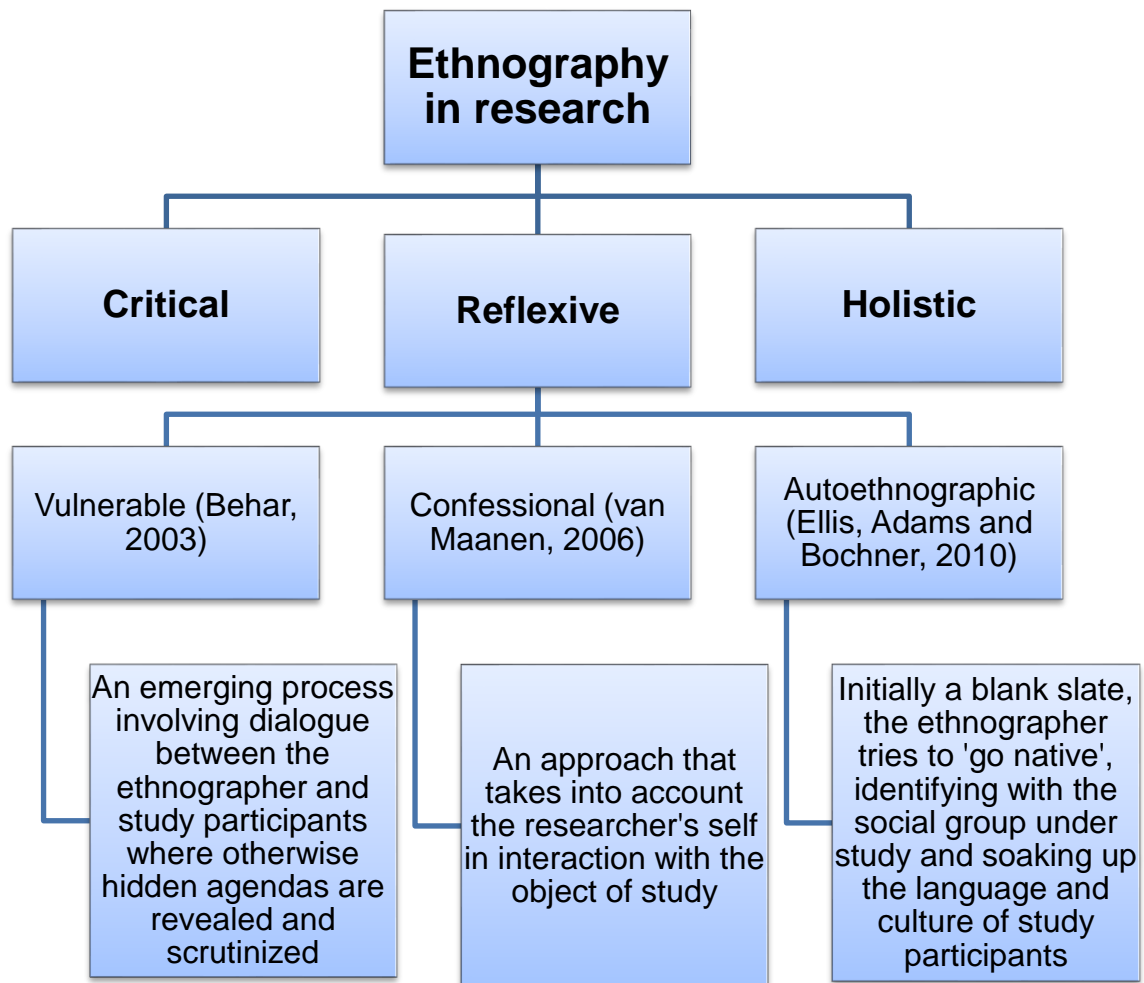 Ethnography
in research
Critical
Reflexive
Holistic
Vulnerable (Behar,
2003)
Confessional (van
Maanen, 2006)
Autoethnographic
(Ellis, Adams and
Bochner, 2010)
An emerging process
involving dialogue
between the
ethnographer and
study participants
where otherwise
hidden agendas are
revealed and
scrutinized
An approach that
takes into account
the researcher's self
in interaction with the
object of study
Initially a blank slate,
the ethnographer
tries to 'go native',
identifying with the
social group under
study and soaking up
the language and
culture of study
participants